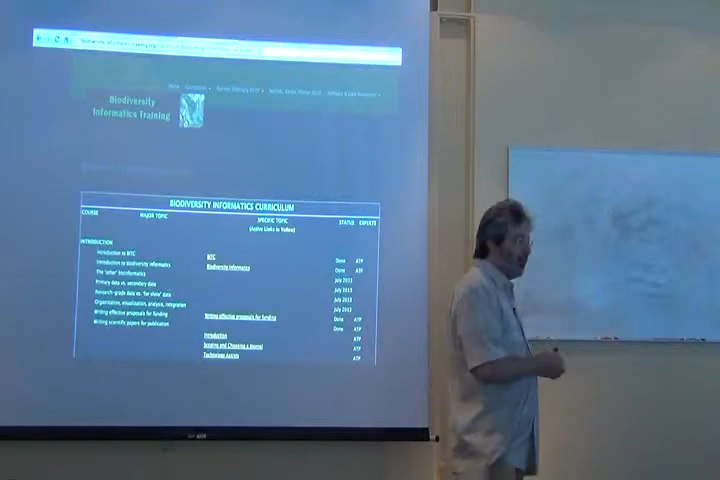 Biodiversity
Informatics Training
BIODIVERSITY INFORMATICS CURRICULUM
COURSE MAJOR TOPIC SPECIFIC TOPIC STATUS EXPERTS
(Active Links in Yellow)
INTRODUCTION
Introduction to BITC BITC Done ATP
Introduction to Biodiversity Informatics Biodiversity Informatics Done ATP
The "other" bioinformatics July 2013
Primary data vs. secondary data July 2013
Research-grade data vs. "for show" data July 2013
Organization, visualization, analysis, integration July 2013
Writing effective proposals for funding Writing effective proposals for funding Done ATP
Writing scientific papers for publication Done ATP
Introduction ATP
Scoping and Choosing a Journal ATP
Technology Assists ATP